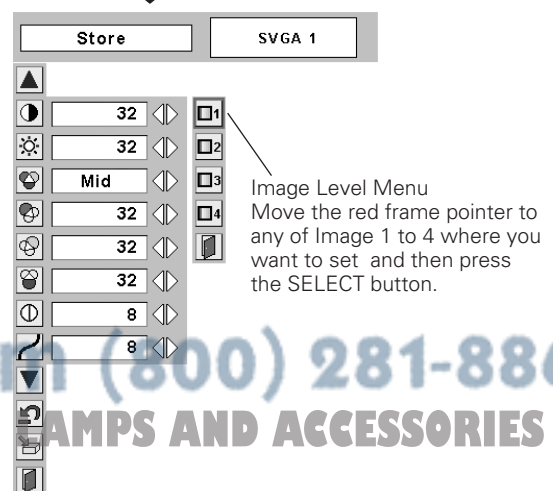 Store SVGA 1
32 1
32 2
Mid 3
32 4
32
32
8
8
Image Level Menu
Move the red frame pointer to
any of Image 1 to 4 where you
want to set and then press
the SELECT button.
(800) 281-88
AMPS AND ACCESSORIES